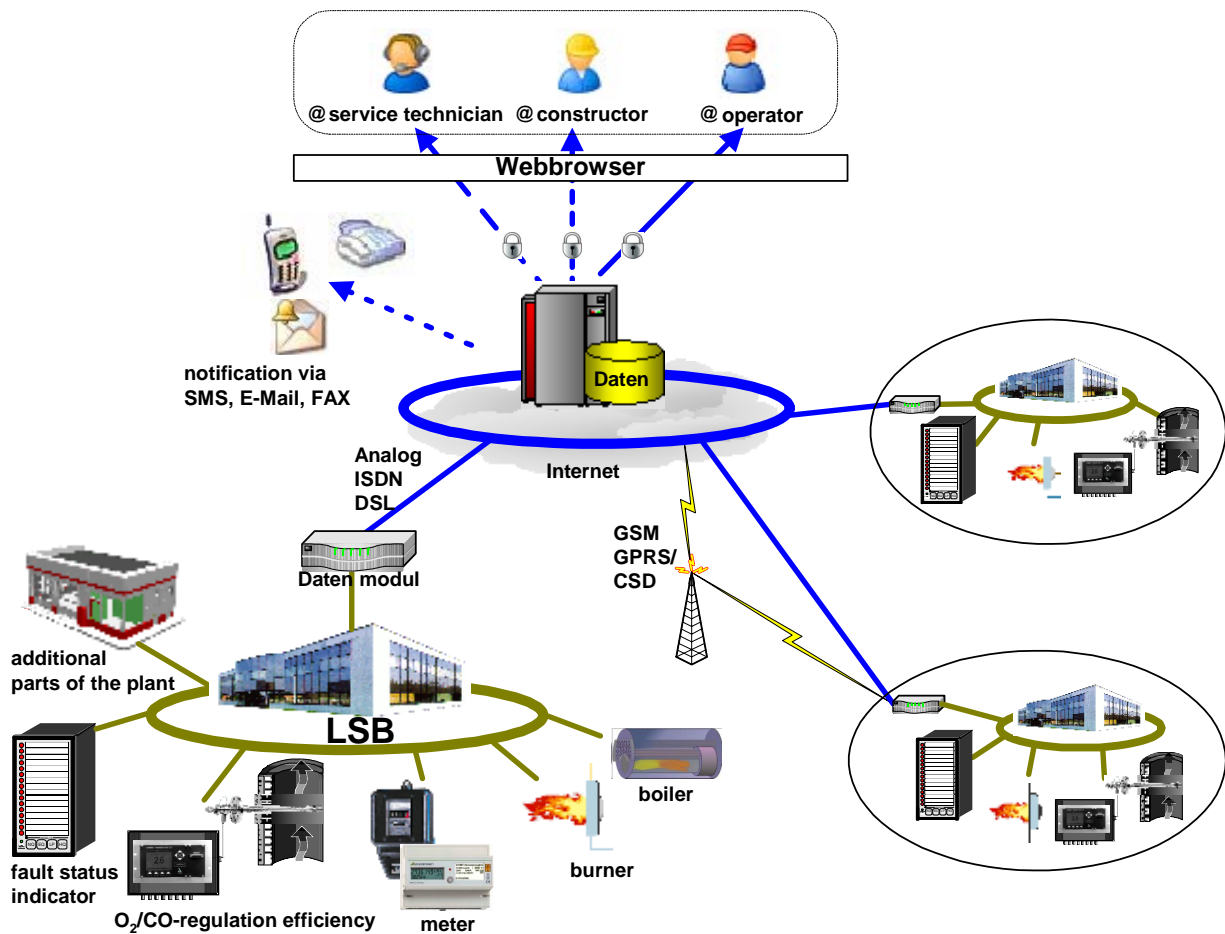 @ service technician
@ constructor
@ operator
Webbrowser
notification via
SMS, E-Mail, FAX
Daten
Internet
Analog
ISDN
DSL
GSM
GPRS/
CSD
Daten modul
additional
parts of the plant
LSB
boiler
burner
fault status
indicator
O2/CO-regulation efficiency
meter